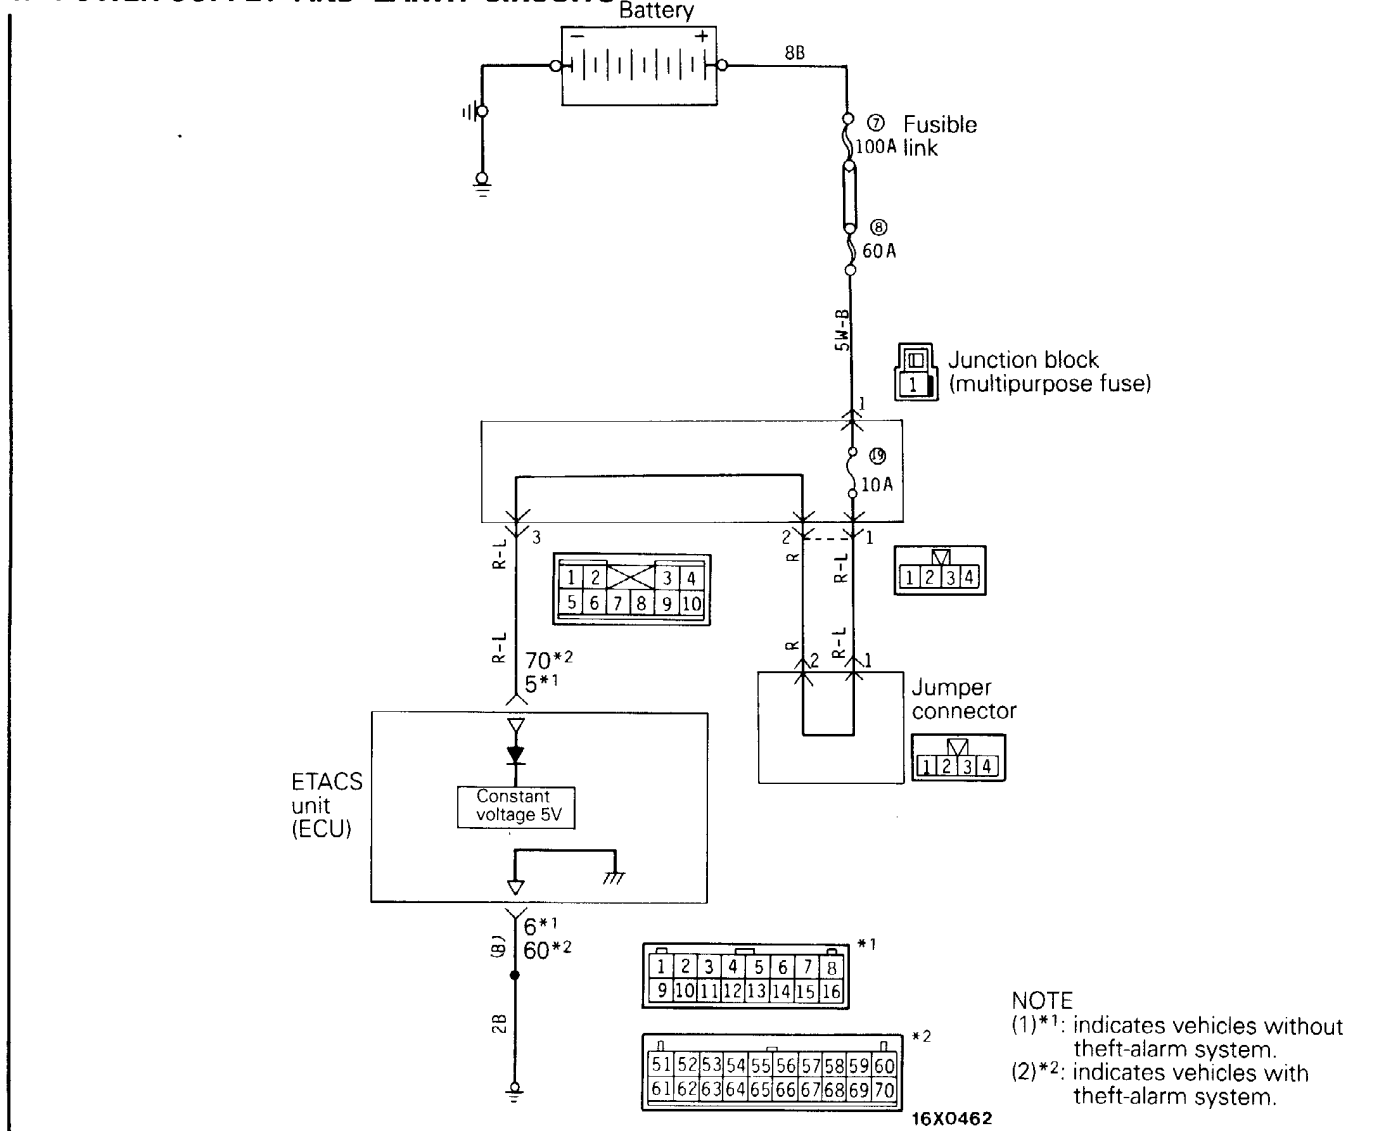 Battery
− +
8B
⑦ Fusible
100A link
⑧
60A
5W-B
Junction block
1 (multipurpose fuse)
1
⑲
10A
3 2 1
R-L R R-L
1 2 3 4
5 6 7 8 9 10
1 2 3 4
R-L R R-L
70*2
5*1
2 1
Jumper
connector
1 2 3 4
ETACS
unit
(ECU)
Constant
voltage 5V
6*1
60*2
(B)
2B
*1
1 2 3 4 5 6 7 8
9 10 11 12 13 14 15 16
*2
51 52 53 54 55 56 57 58 59 60
61 62 63 64 65 66 67 68 69 70
NOTE
(1)*1: indicates vehicles without
theft-alarm system.
(2)*2: indicates vehicles with
theft-alarm system.
16X0462